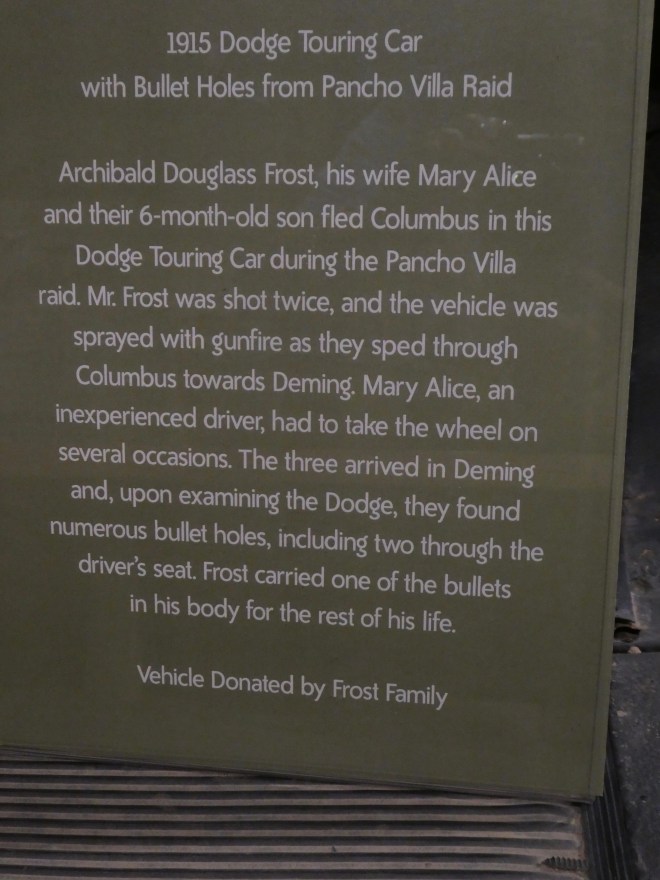 1915 Dodge Touring Car
with Bullet Holes from Pancho Villa Raid
Archibald Douglass Frost, his wife Mary Alice
and their 6-month-old son fled Columbus in this
Dodge Touring Car during the Pancho Villa
raid. Mr. Frost was shot twice, and the vehicle was
sprayed with gunfire as they sped through
Columbus towards Deming. Mary Alice, an
inexperienced driver, had to take the wheel on
several occasions. The three arrived in Deming
and, upon examining the Dodge, they found
numerous bullet holes, including two through the
driver's seat. Frost carried one of the bullets
in his body for the rest of his life.
Vehicle Donated by Frost Family